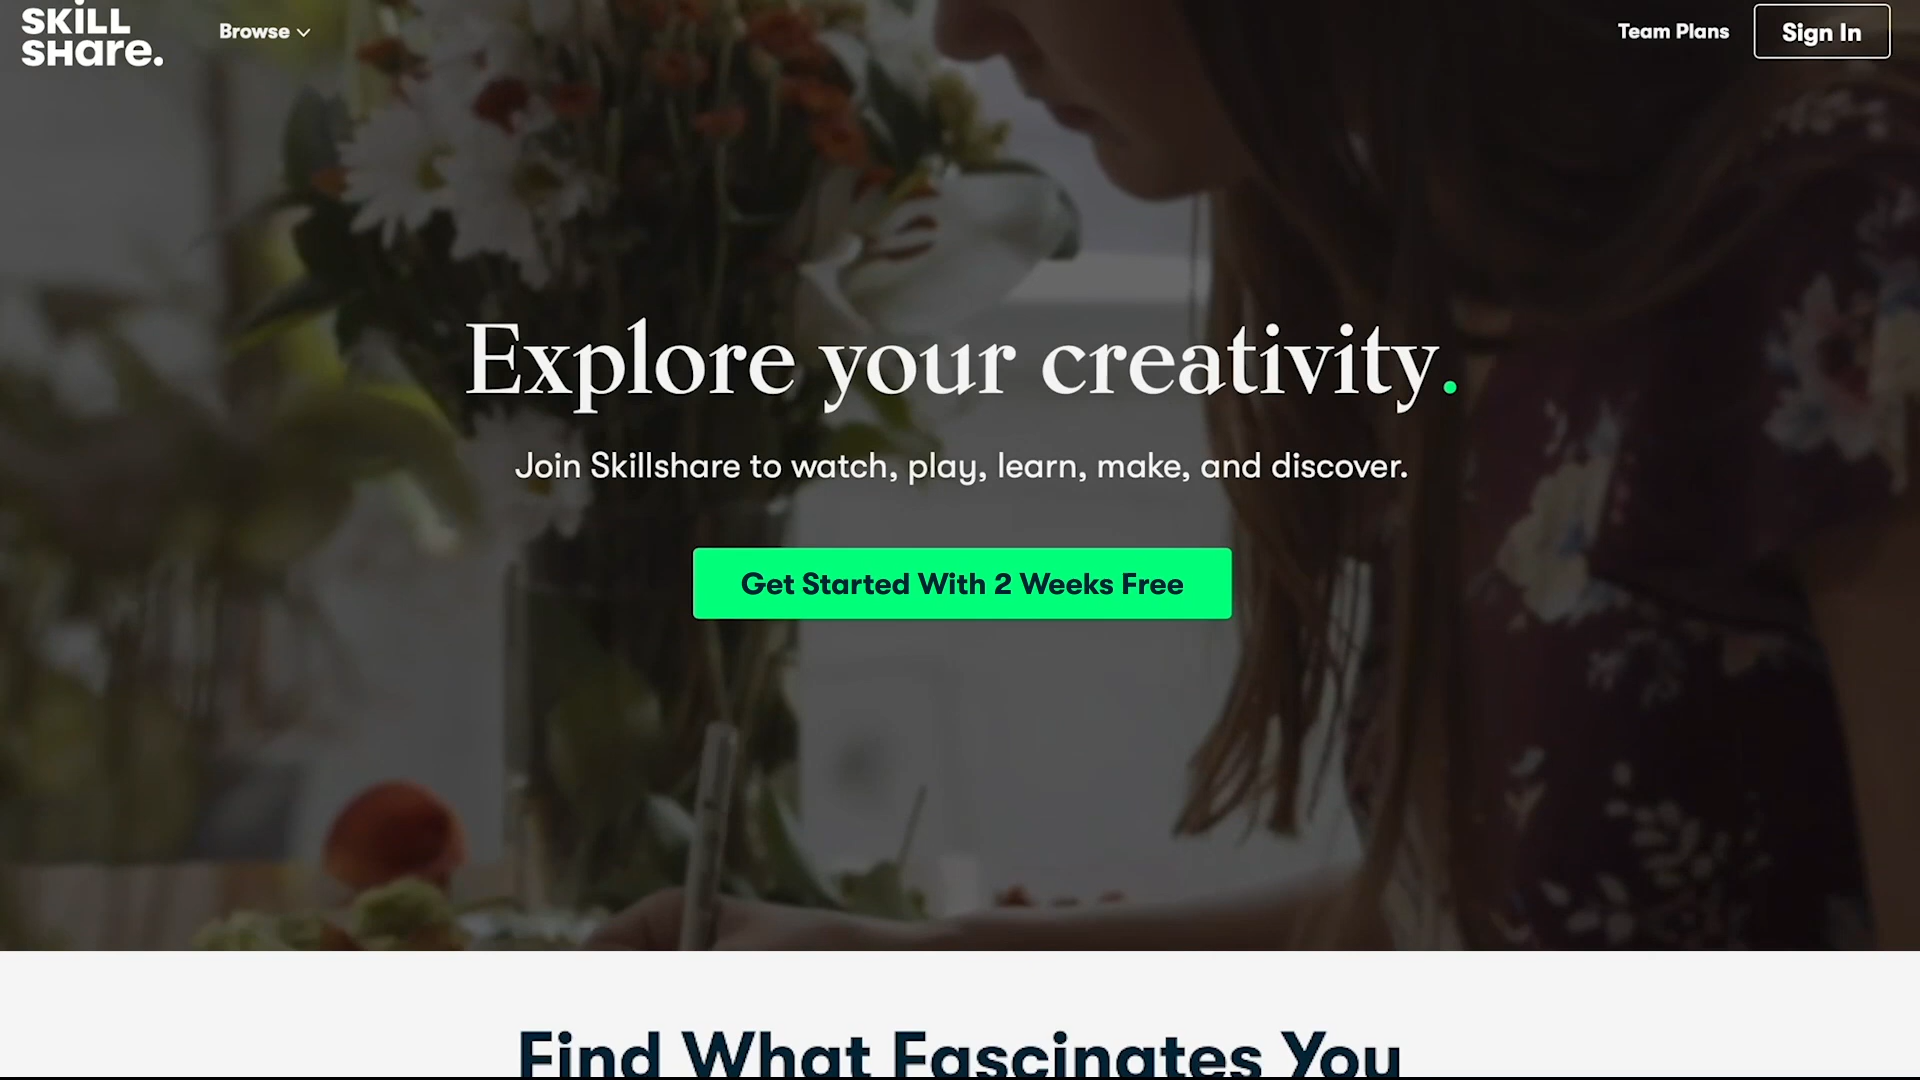 SKILL
SHare.
Browse
Team Plans
Sign In
Explore your creativity.
Join Skillshare to watch, play, learn, make, and discover.
Get Started With 2 Weeks Free
Find What Fascinates You